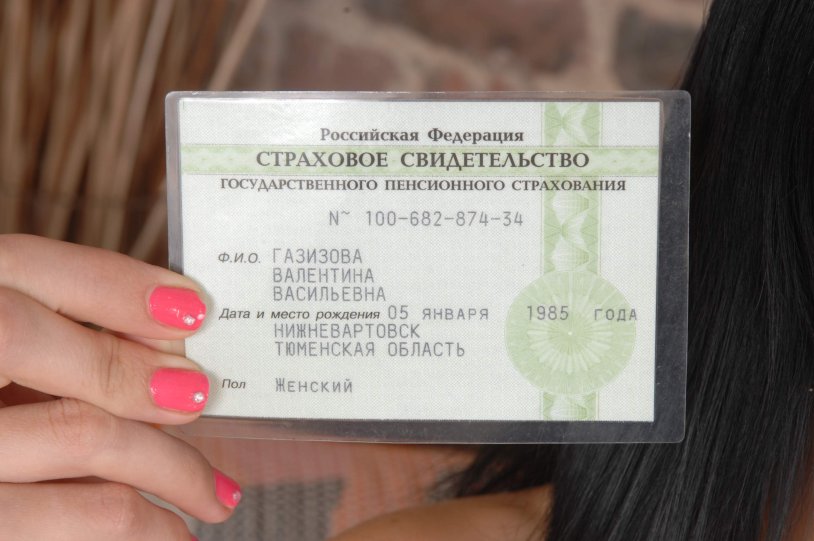 Российская Федерация
СТРАХОВОЕ СВИДЕТЕЛЬСТВО
ГОСУДАРСТВЕННОГО ПЕНСИОННОГО СТРАХОВАНИЯ
N~ 100-682-874-34
Ф.И.О. ГАЗИЗОВА
ВАЛЕНТИНА
ВАСИЛЬЕВНА
Дата и место рождения 05 ЯНВАРЯ 1985 ГОДА
НИЖНЕВАРТОВСК
ТЮМЕНСКАЯ ОБЛАСТЬ
Пол ЖЕНСКИЙ